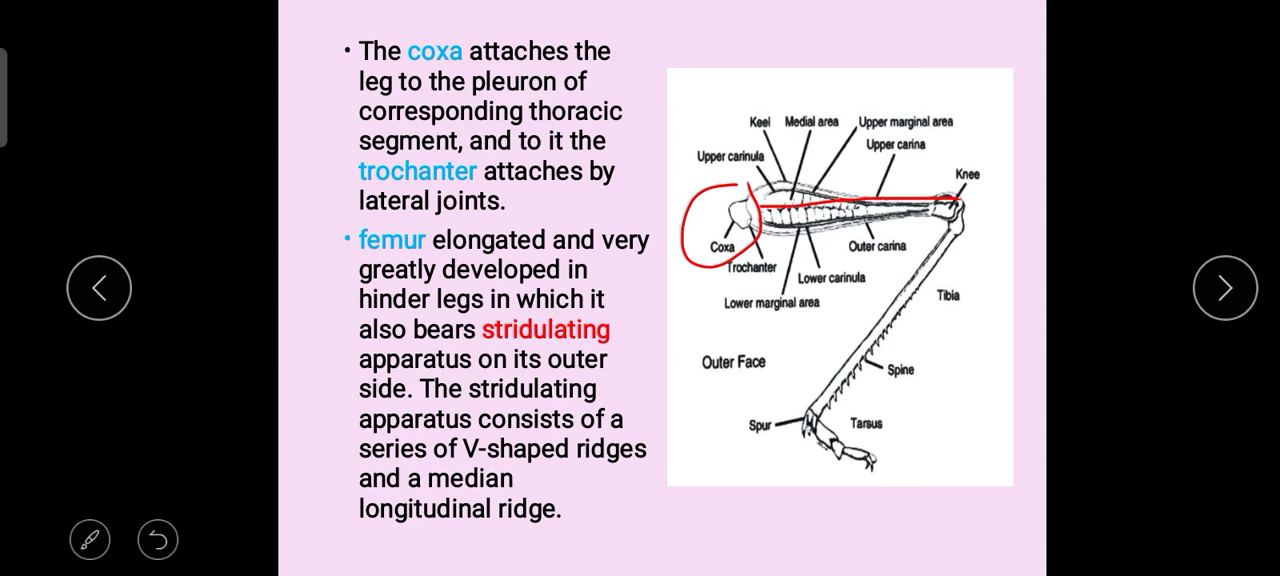 • The coxa attaches the
leg to the pleuron of
corresponding thoracic
segment, and to it the
trochanter attaches by
lateral joints.
• femur elongated and very
greatly developed in
hinder legs in which it
also bears stridulating
apparatus on its outer
side. The stridulating
apparatus consists of a
series of V-shaped ridges
and a median
longitudinal ridge.
Keel Medial area Upper marginal area
Upper carina
Upper carinula
Knee
Coxa
Outer carina
Trochanter
Lower carinula
Lower marginal area
Tibia
Outer Face
Spine
Spur
Tarsus